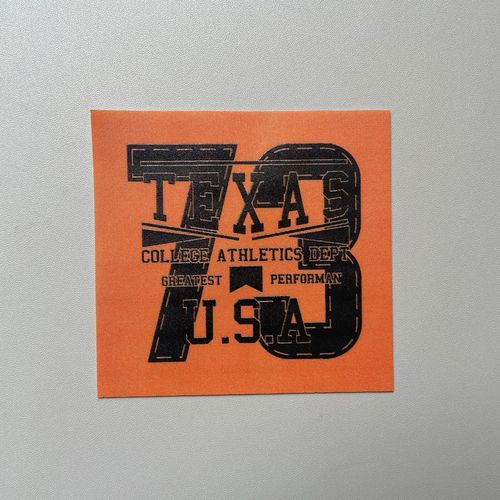 73
TEXAS
COLLEGE ATHLETICS DEPT
GREATEST PERFORMAN
U.S.A